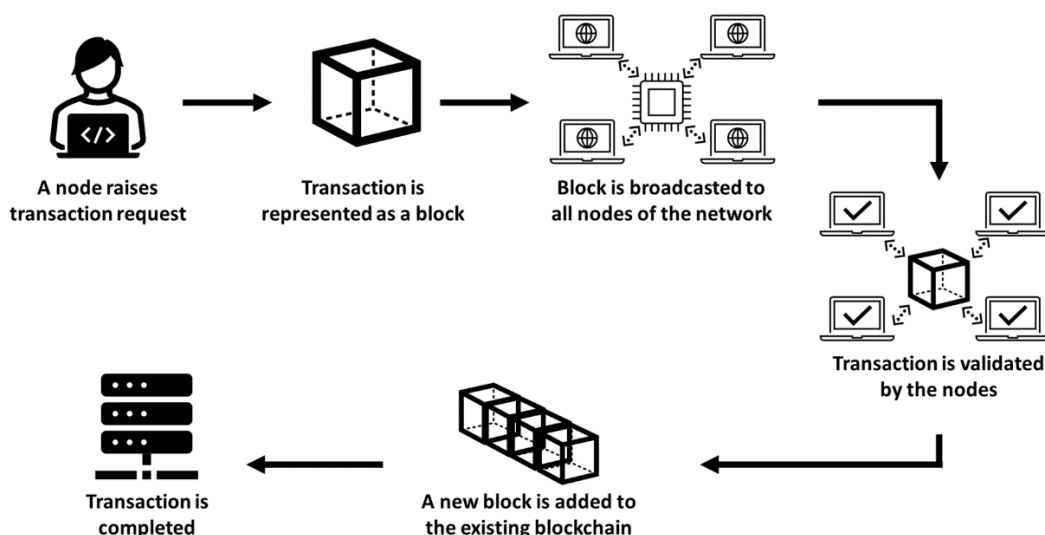 </>
A node raises
transaction request
Transaction is
represented as a block
Block is broadcasted to
all nodes of the network
Transaction is validated
by the nodes
A new block is added to
the existing blockchain
Transaction is
completed